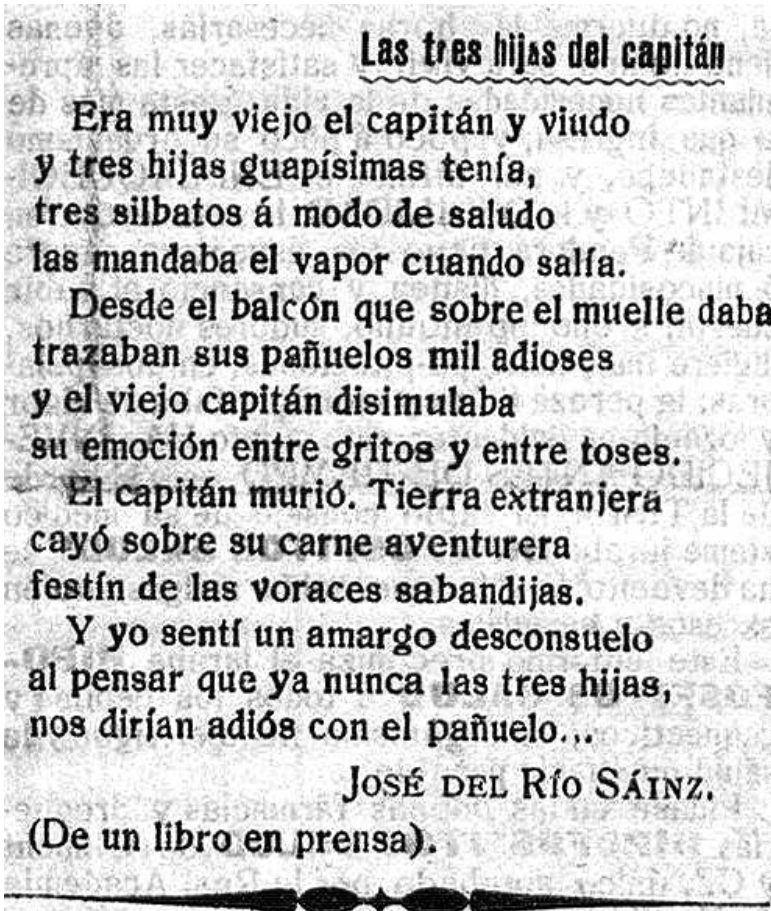 Las tres hijas del capitán
Era muy viejo el capitán y viudo
y tres hijas guapísimas tenía,
tres silbatos á modo de saludo
las mandaba el vapor cuando salía.
Desde el balcón que sobre el muelle daba
trazaban sus pañuelos mil adioses
y el viejo capitán disimulaba
su emoción entre gritos y entre toses.
El capitán murió. Tierra extranjera
cayó sobre su carne aventurera
festín de las voraces sabandijas.
Y yo sentí un amargo desconsuelo
al pensar que ya nunca las tres hijas,
nos dirían adiós con el pañuelo...
JOSÉ DEL RÍO SÁINZ.
(De un libro en prensa).